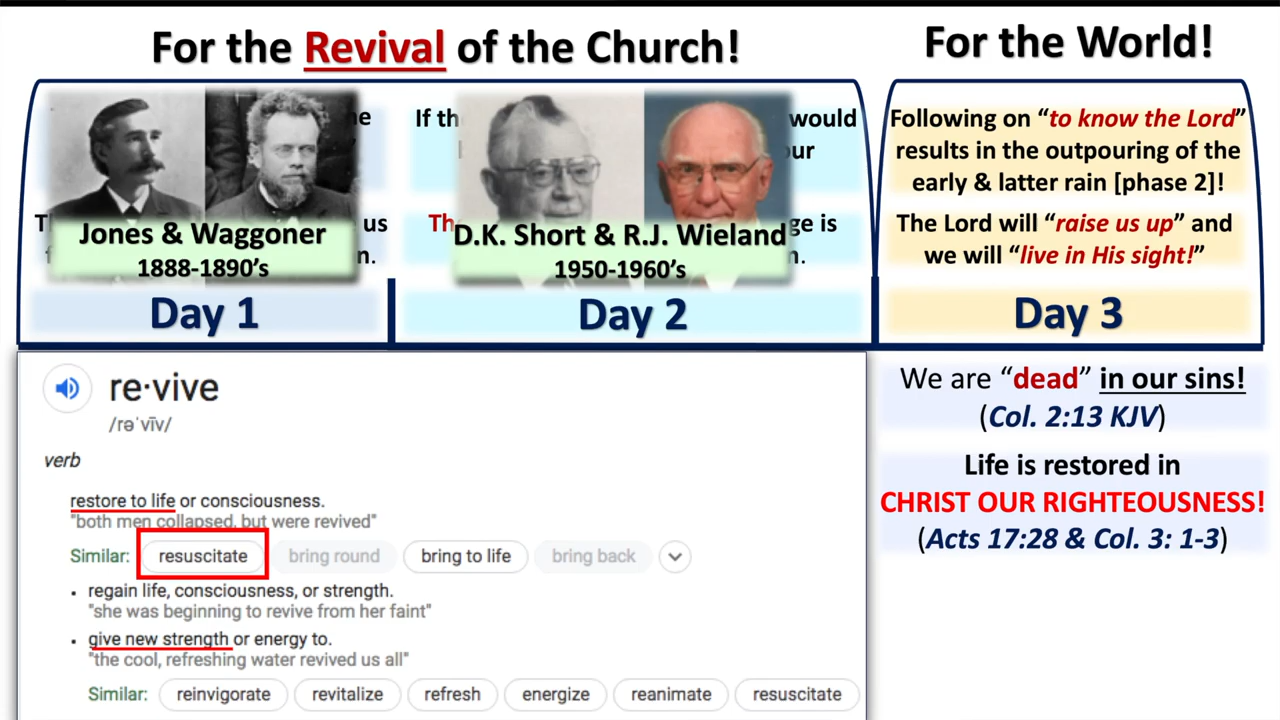 For the Revival of the Church!
For the World!
Jones & Waggoner
1888-1890's
Day 1
If th would
D.K. Short & R.J. Wieland
1950-1960's
Day 2
Following on “to know the Lord”
results in the outpouring of the
early & latter rain [phase 2]!
The Lord will “raise us up” and
we will “live in His sight!”
Day 3
re·vive
/rəˈvīv/
verb
restore to life or consciousness.
"both men collapsed, but were revived"
Similar: resuscitate bring round bring to life bring back
• regain life, consciousness, or strength.
"she was beginning to revive from her faint"
• give new strength or energy to.
"the cool, refreshing water revived us all"
Similar: reinvigorate revitalize refresh energize reanimate resuscitate
We are “dead” in our sins!
(Col. 2:13 KJV)
Life is restored in
CHRIST OUR RIGHTEOUSNESS!
(Acts 17:28 & Col. 3: 1-3)